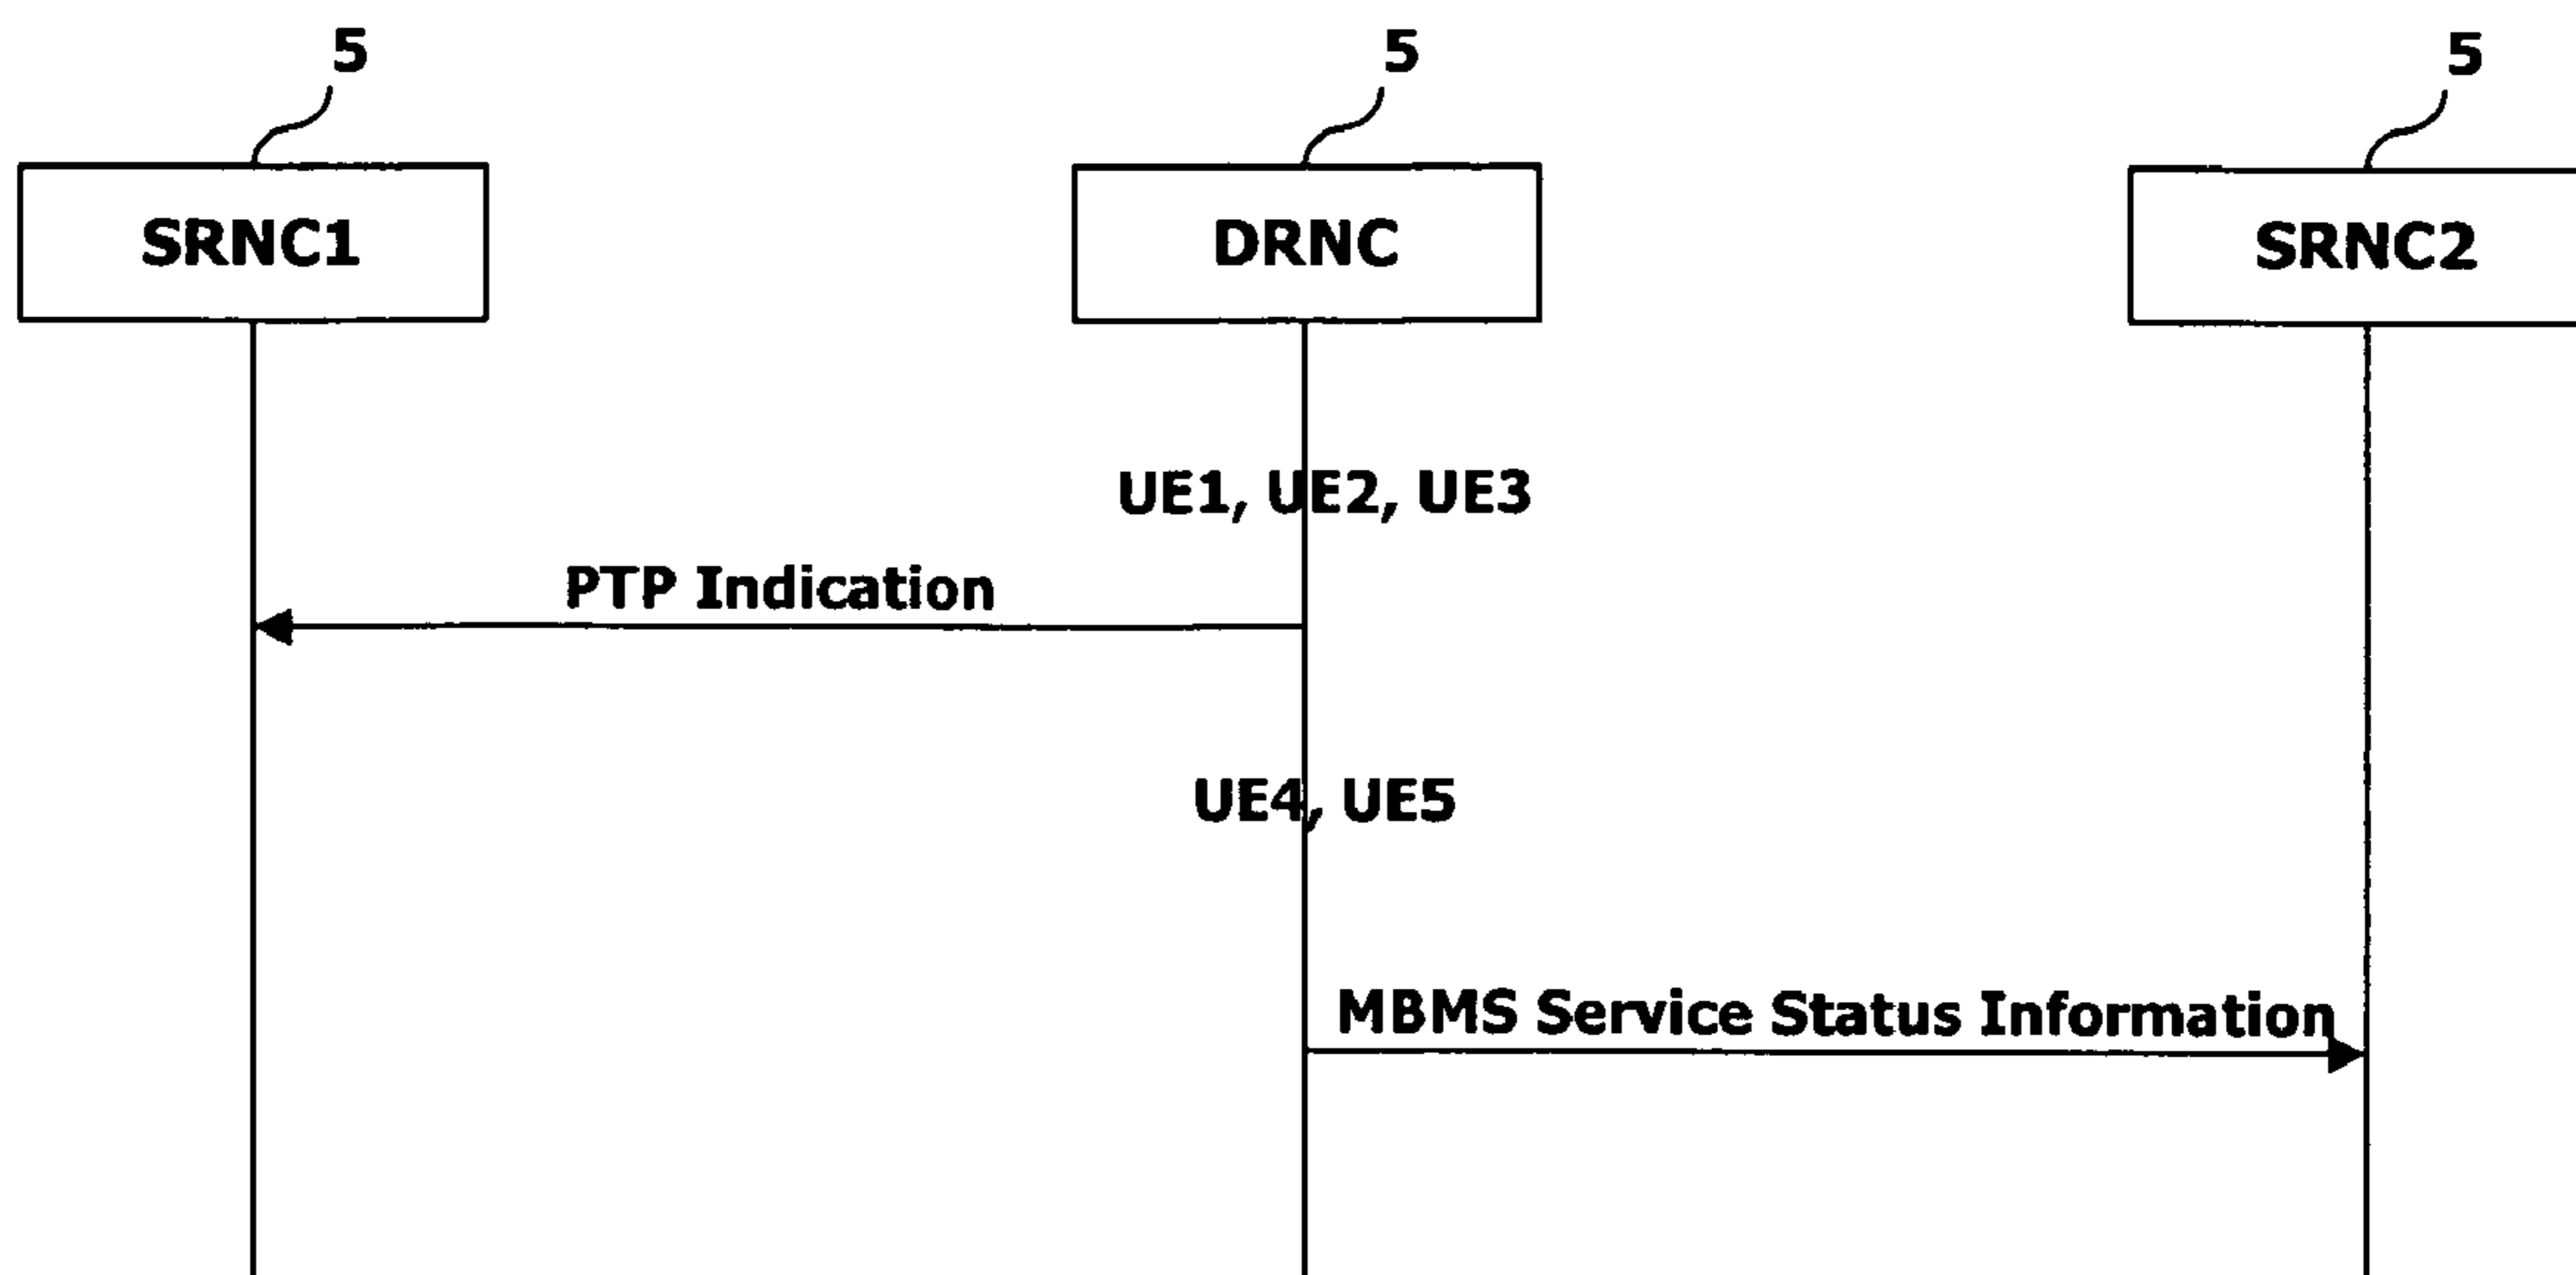 5
5
5
SRNC1
DRNC
SRNC2
UE1, UE2, UE3
PTP Indication
UE4, UE5
MBMS Service Status Information